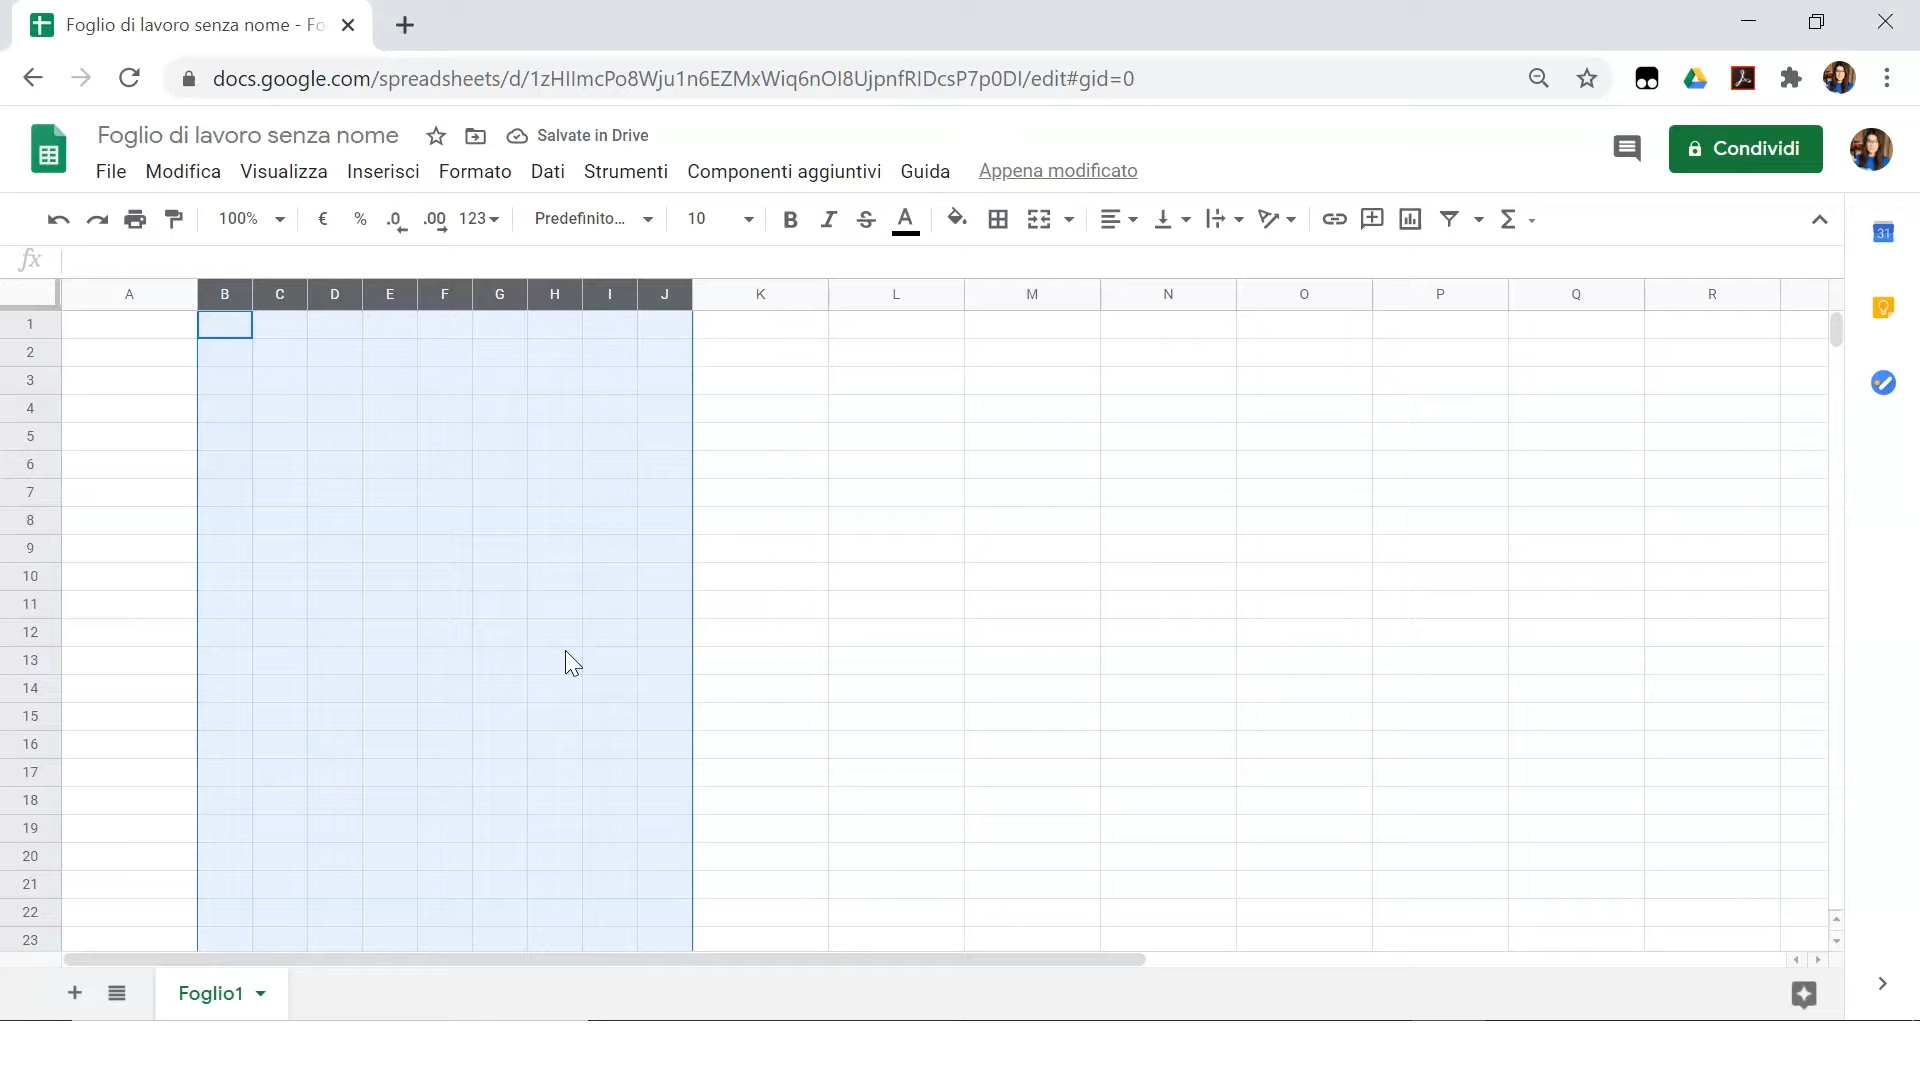 Foglio di lavoro senza nome - Fo
docs.google.com/spreadsheets/d/1zHIImcPo8Wju1n6EZMxWiq6nOI8UjpnfRIDcsP7p0DI/edit#gid=0
Foglio di lavoro senza nome
Salvate in Drive
Condividi
File Modifica Visualizza Inserisci Formato Dati Strumenti Componenti aggiuntivi Guida Appena modificato
100% € % .0 .00 123 Predefinito... 10 B I S A Σ
31
fx
A B C D E F G H I J K L M N O P Q R
1
2
3
4
5
6
7
8
9
10
11
12
13
14
15
16
17
18
19
20
21
22
23
Foglio1